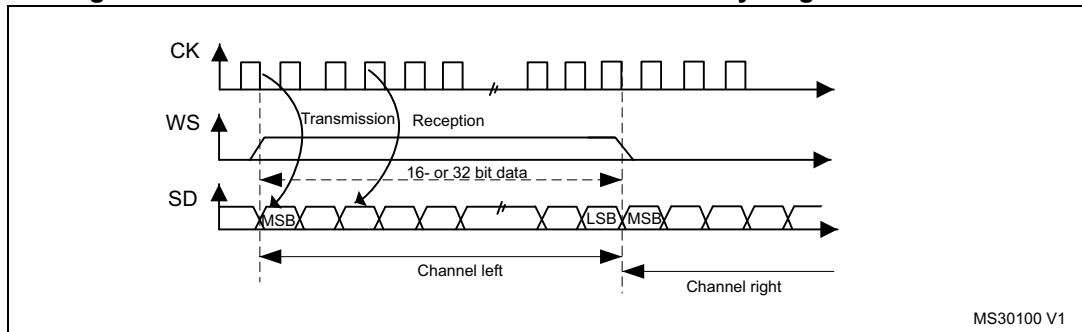 CK
Transmission Reception
WS
16- or 32 bit data
SD
MSB LSB MSB
Channel left
Channel right
MS30100 V1